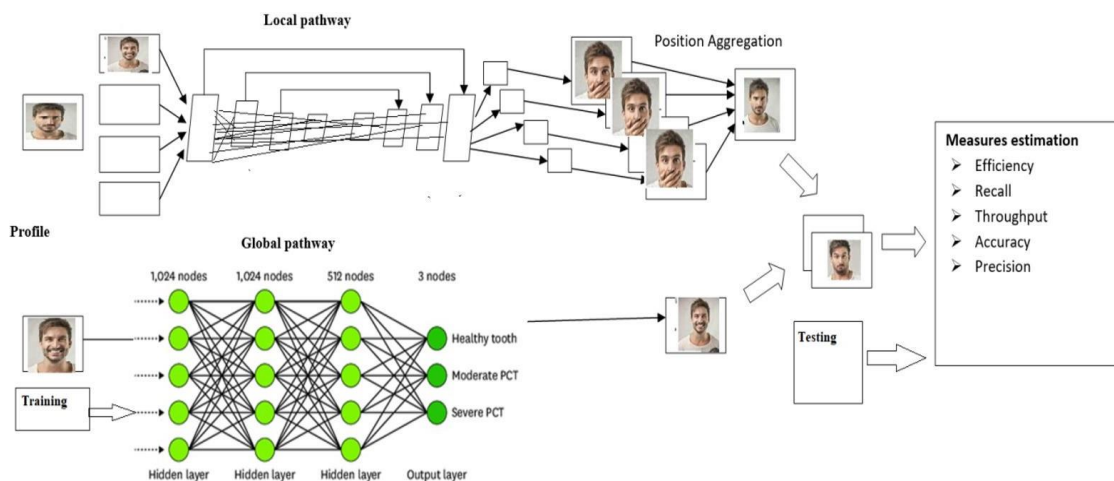 Local pathway
Position Aggregation
Measures estimation
➢ Efficiency
➢ Recall
➢ Throughput
➢ Accuracy
➢ Precision
Profile
Global pathway
1,024 nodes 1,024 nodes 512 nodes 3 nodes
Healthy tooth
Moderate PCT
Severe PCT
Training
Testing
Hidden layer Hidden layer Hidden layer Output layer